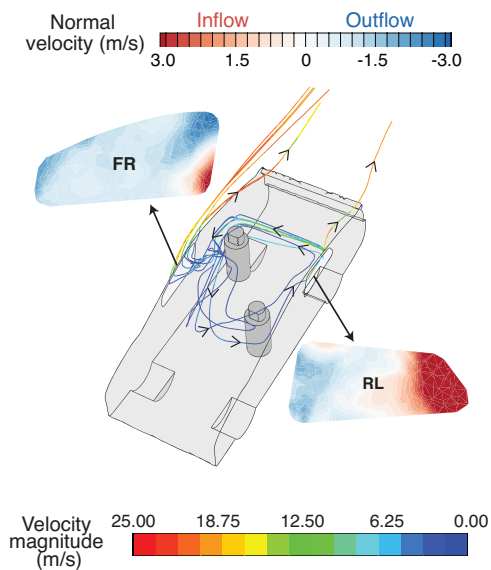 Normal Inflow Outflow
velocity (m/s)
3.0 1.5 0 -1.5 -3.0
FR
RL
Velocity 25.00 18.75 12.50 6.25 0.00
magnitude
(m/s)